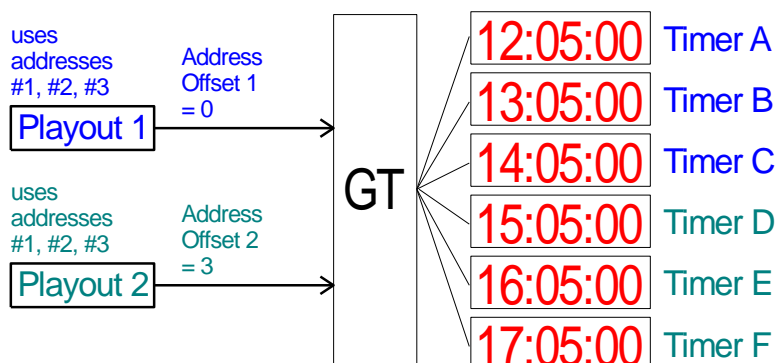 uses
addresses
#1, #2, #3
Playout 1
Address
Offset 1
= 0
uses
addresses
#1, #2, #3
Playout 2
Address
Offset 2
= 3
GT
12:05:00 Timer A
13:05:00 Timer B
14:05:00 Timer C
15:05:00 Timer D
16:05:00 Timer E
17:05:00 Timer F